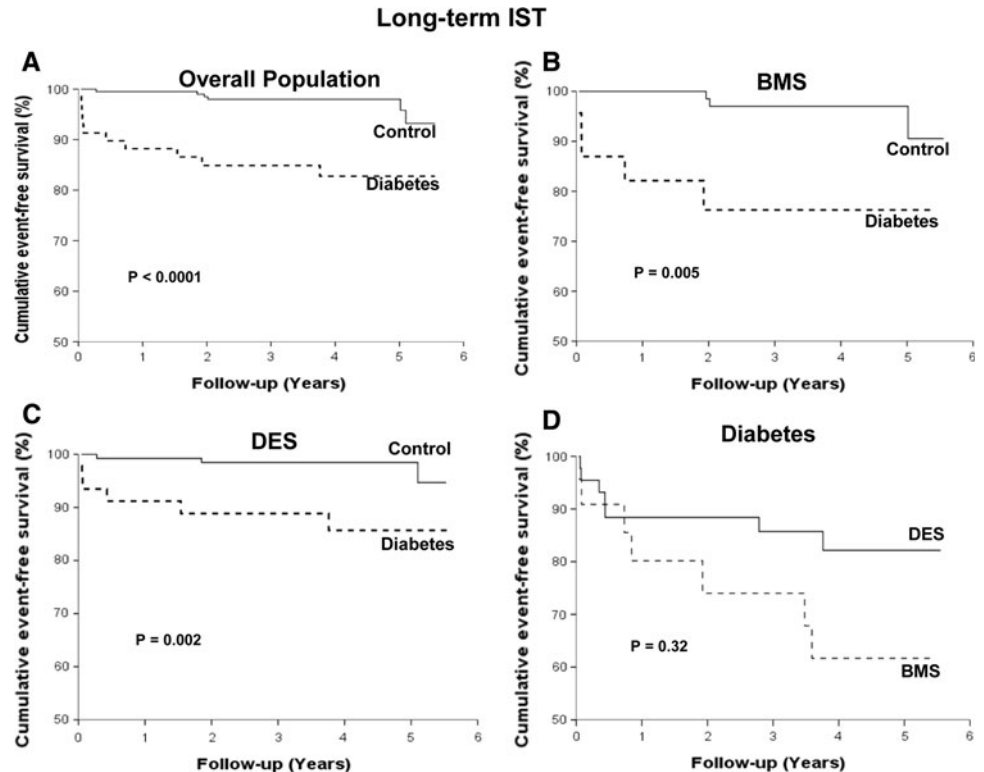 Long-term IST
A
Overall Population
Cumulative event-free survival (%)
100
90
80
70
60
50
Control
Diabetes
P < 0.0001
0 1 2 3 4 5 6
Follow-up (Years)
B
BMS
Cumulative event-free survival (%)
100
90
80
70
60
50
Control
Diabetes
P = 0.005
0 1 2 3 4 5 6
Follow-up (Years)
C
DES
Cumulative event-free survival (%)
100
90
80
70
60
50
Control
Diabetes
P = 0.002
0 1 2 3 4 5 6
Follow-up (Years)
D
Diabetes
Cumulative event-free survival (%)
100
90
80
70
60
50
DES
P = 0.32
BMS
0 1 2 3 4 5 6
Follow-up (Years)